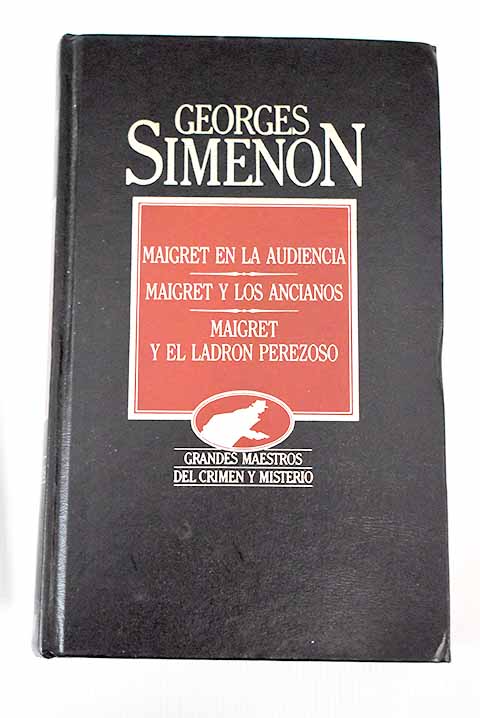 GEORGES
SIMENON
MAIGRET EN LA AUDIENCIA
MAIGRET Y LOS ANCIANOS
MAIGRET
Y EL LADRON PEREZOSO
GRANDES MAESTROS
DEL CRIMEN Y MISTERIO